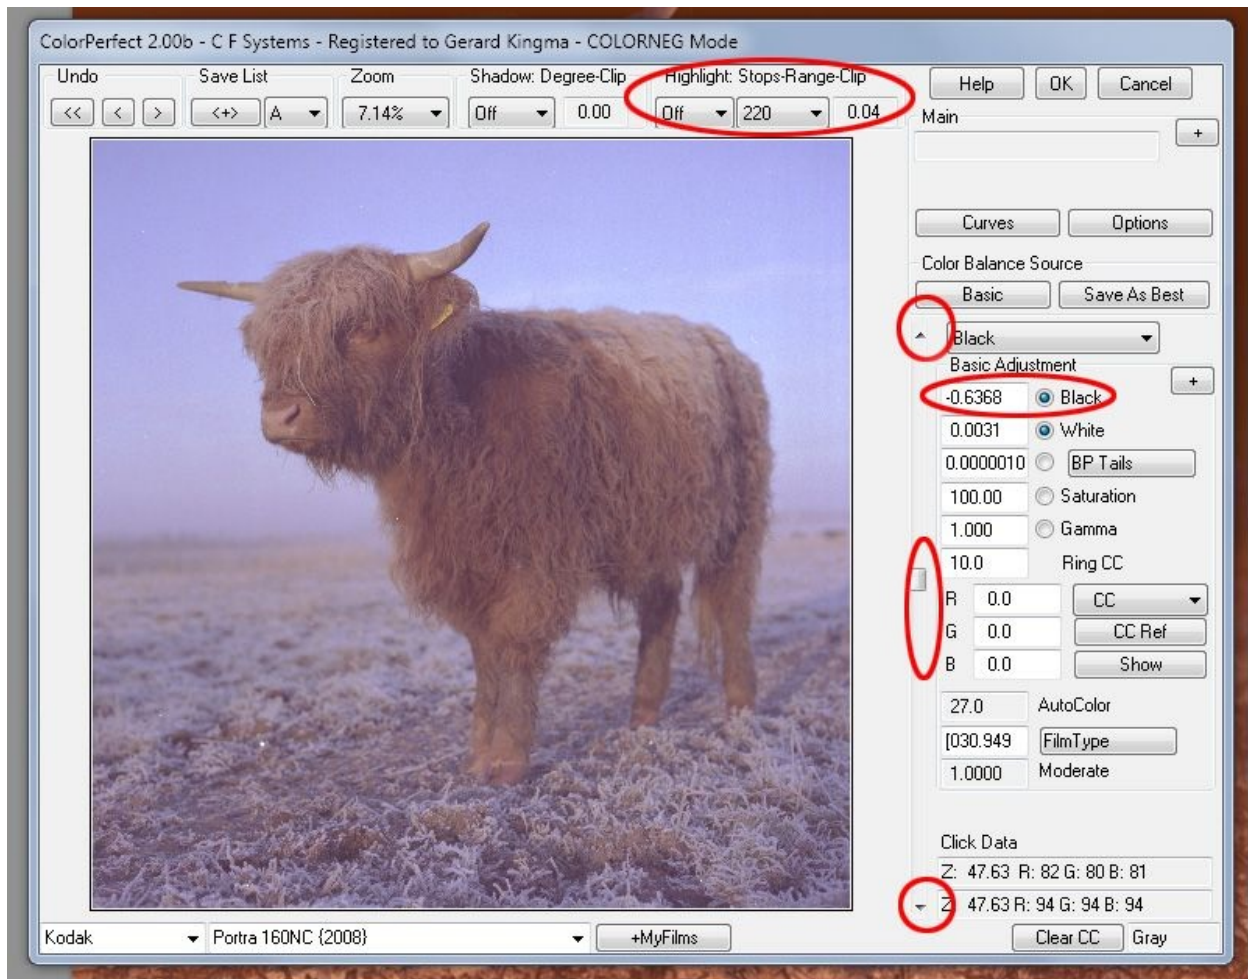 ColorPerfect 2.00b - C F Systems - Registered to Gerard Kingma - COLORNEG Mode
Undo Save List Zoom Shadow: Degree-Clip Highlight: Stops-Range-Clip
<< < > <+> A 7.14% Off 0.00 Off 220 0.04
Help OK Cancel
Main
+
Curves Options
Color Balance Source
Basic Save As Best
Black
Basic Adjustment
+
-0.6368 Black
0.0031 White
0.0000010 BP Tails
100.00 Saturation
1.000 Gamma
10.0 Ring CC
R 0.0 CC
G 0.0 CC Ref
B 0.0 Show
27.0 AutoColor
[030.949 FilmType
1.0000 Moderate
Click Data
Z: 47.63 R: 82 G: 80 B: 81
Z: 47.63 R: 94 G: 94 B: 94
Kodak Portra 160NC {2008} +MyFilms Clear CC Gray